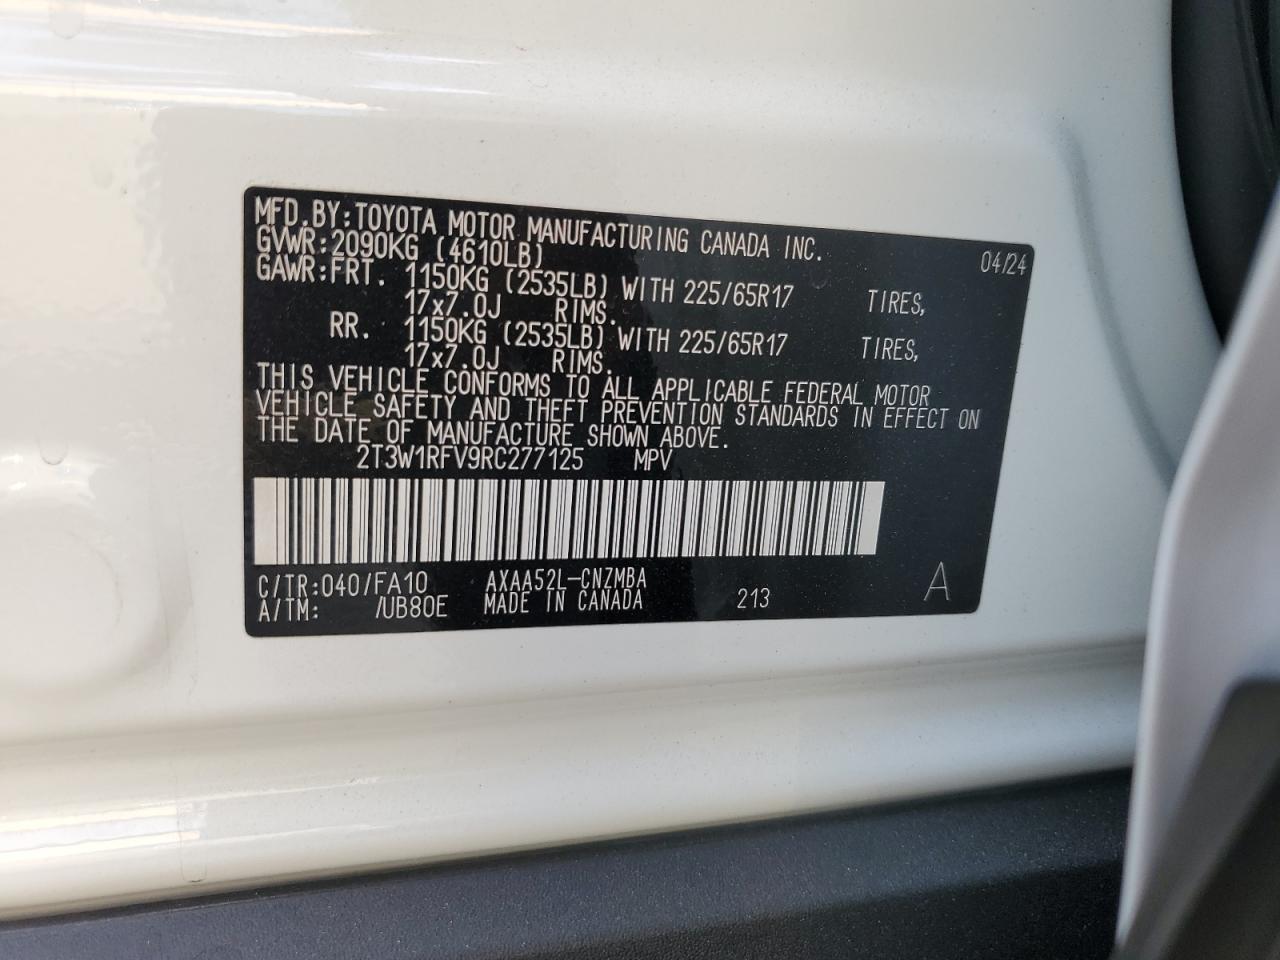 MFD.BY:TOYOTA MOTOR MANUFACTURING CANADA INC. 04/24
GVWR:2090KG (4610LB)
GAWR:FRT. 1150KG (2535LB) WITH 225/65R17 TIRES,
17x7.0J RIMS.
RR. 1150KG (2535LB) WITH 225/65R17 TIRES,
17x7.0J RIMS.
THIS VEHICLE CONFORMS TO ALL APPLICABLE FEDERAL MOTOR
VEHICLE SAFETY AND THEFT PREVENTION STANDARDS IN EFFECT ON
THE DATE OF MANUFACTURE SHOWN ABOVE.
2T3W1RFV9RC277125 MPV
C/TR:040/FA10 AXAA52L-CNZMBA
A/TM: /UB80E MADE IN CANADA 213 A